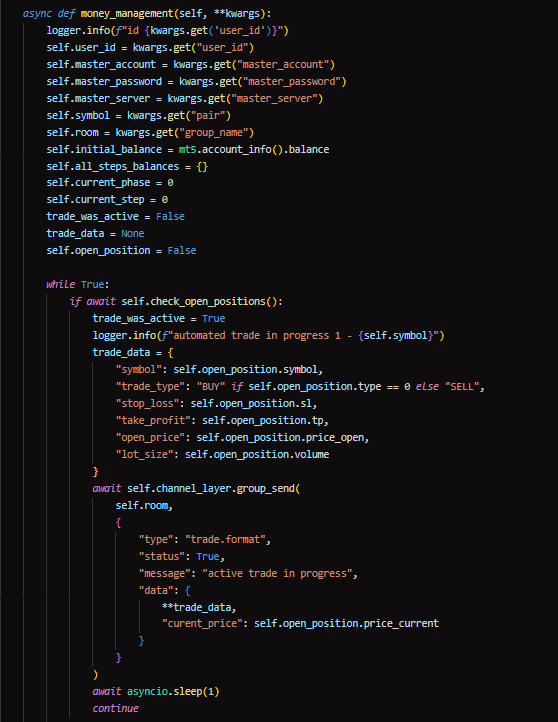 async def money_management(self, **kwargs):
    logger.info(f"id {kwargs.get('user_id')}")
    self.user_id = kwargs.get("user_id")
    self.master_account = kwargs.get("master_account")
    self.master_password = kwargs.get("master_password")
    self.master_server = kwargs.get("master_server")
    self.symbol = kwargs.get("pair")
    self.room = kwargs.get("group_name")
    self.initial_balance = mt5.account_info().balance
    self.all_steps_balances = {}
    self.current_phase = 0
    self.current_step = 0
    trade_was_active = False
    trade_data = None
    self.open_position = False

    while True:
        if await self.check_open_positions():
            trade_was_active = True
            logger.info(f"automated trade in progress 1 - {self.symbol}")
            trade_data = {
                "symbol": self.open_position.symbol,
                "trade_type": "BUY" if self.open_position.type == 0 else "SELL",
                "stop_loss": self.open_position.sl,
                "take_profit": self.open_position.tp,
                "open_price": self.open_position.price_open,
                "lot_size": self.open_position.volume
            }
            await self.channel_layer.group_send(
                self.room,
                {
                    "type": "trade.format",
                    "status": True,
                    "message": "active trade in progress",
                    "data": {
                        **trade_data,
                        "curent_price": self.open_position.price_current
                    }
                }
            )
            await asyncio.sleep(1)
            continue